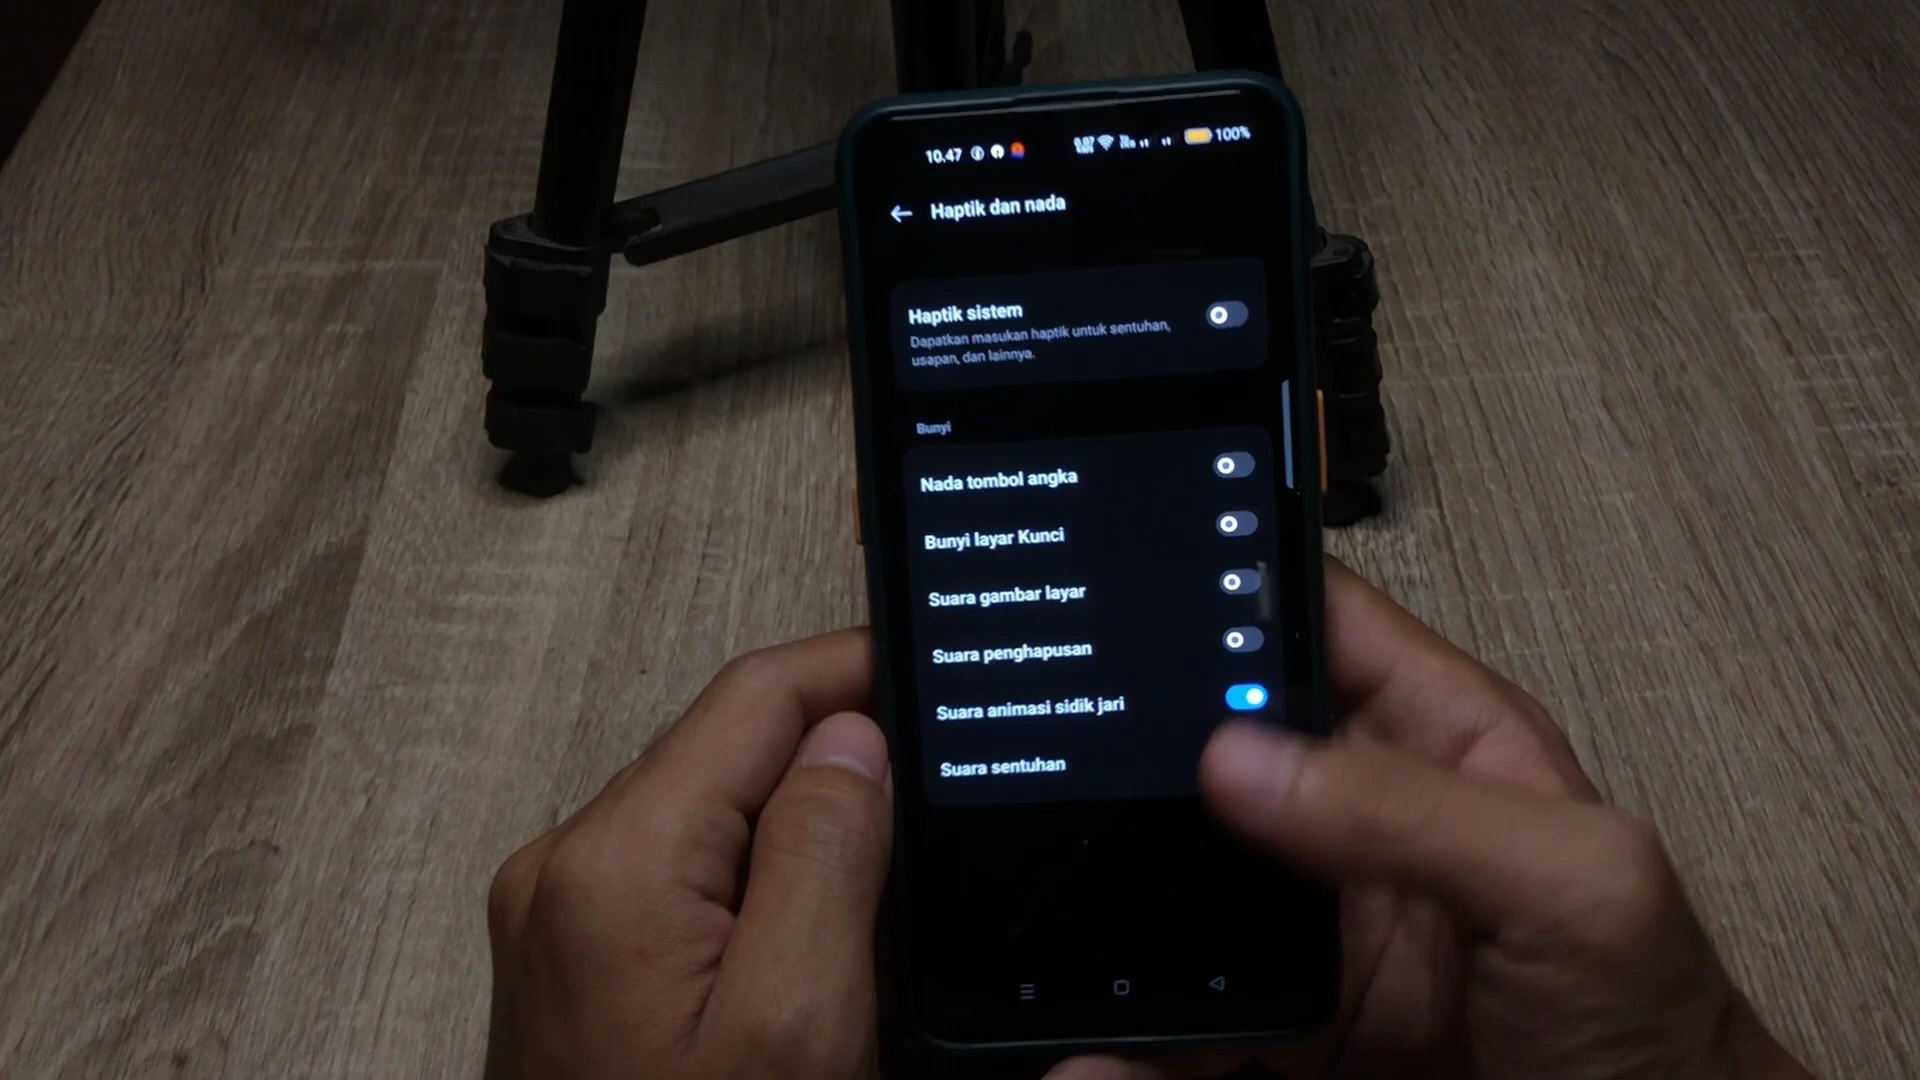 10.47
100%
Haptik dan nada
Haptik sistem
Dapatkan masukan haptik untuk sentuhan,
usapan, dan lainnya.
Bunyi
Nada tombol angka
Bunyi layar Kunci
Suara gambar layar
Suara penghapusan
Suara animasi sidik jari
Suara sentuhan